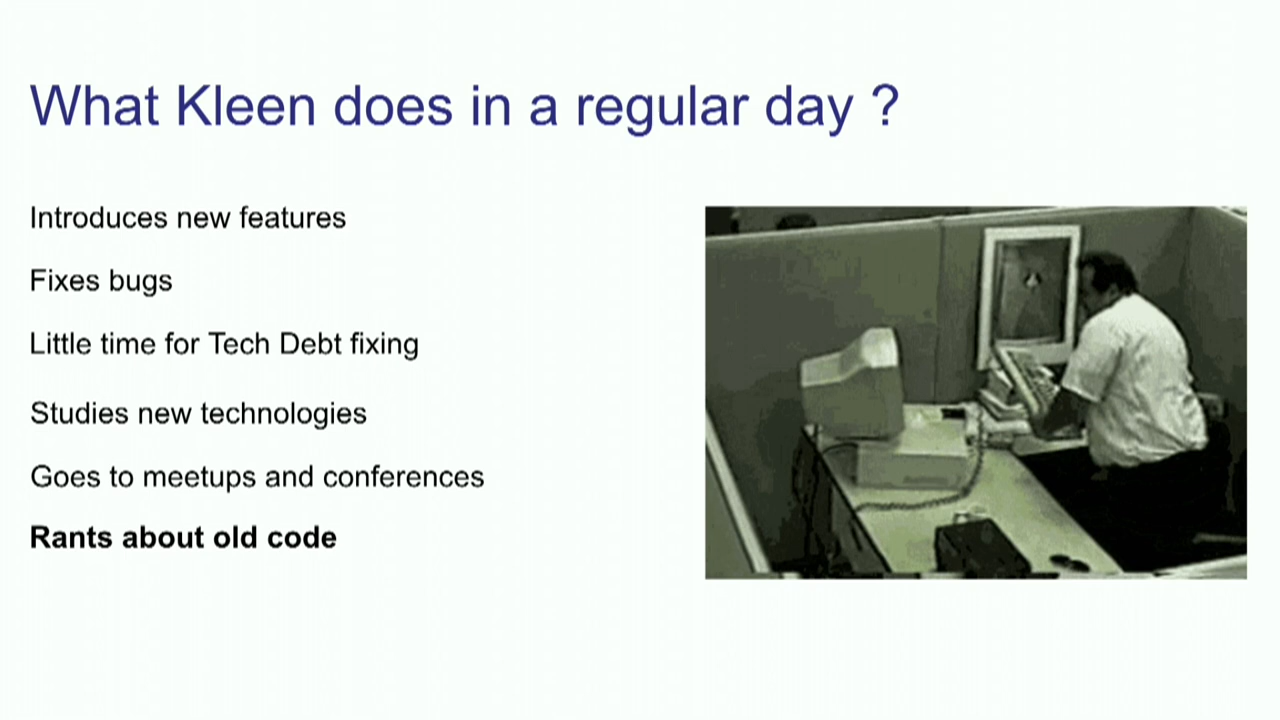 What Kleen does in a regular day ?
Introduces new features
Fixes bugs
Little time for Tech Debt fixing
Studies new technologies
Goes to meetups and conferences
Rants about old code